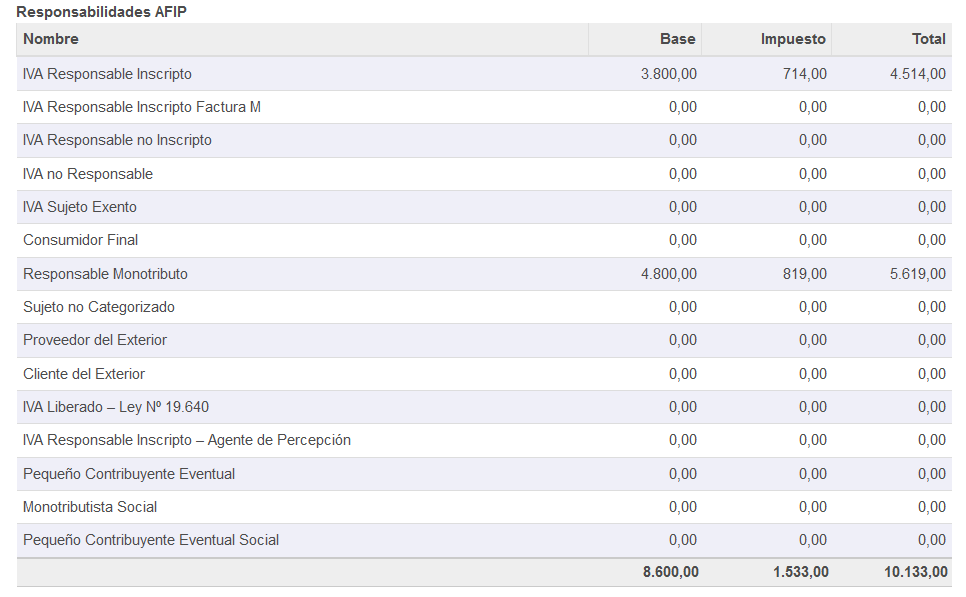 Responsabilidades AFIP
Nombre Base Impuesto Total
IVA Responsable Inscripto 3.800,00 714,00 4.514,00
IVA Responsable Inscripto Factura M 0,00 0,00 0,00
IVA Responsable no Inscripto 0,00 0,00 0,00
IVA no Responsable 0,00 0,00 0,00
IVA Sujeto Exento 0,00 0,00 0,00
Consumidor Final 0,00 0,00 0,00
Responsable Monotributo 4.800,00 819,00 5.619,00
Sujeto no Categorizado 0,00 0,00 0,00
Proveedor del Exterior 0,00 0,00 0,00
Cliente del Exterior 0,00 0,00 0,00
IVA Liberado – Ley Nº 19.640 0,00 0,00 0,00
IVA Responsable Inscripto – Agente de Percepción 0,00 0,00 0,00
Pequeño Contribuyente Eventual 0,00 0,00 0,00
Monotributista Social 0,00 0,00 0,00
Pequeño Contribuyente Eventual Social 0,00 0,00 0,00
8.600,00 1.533,00 10.133,00